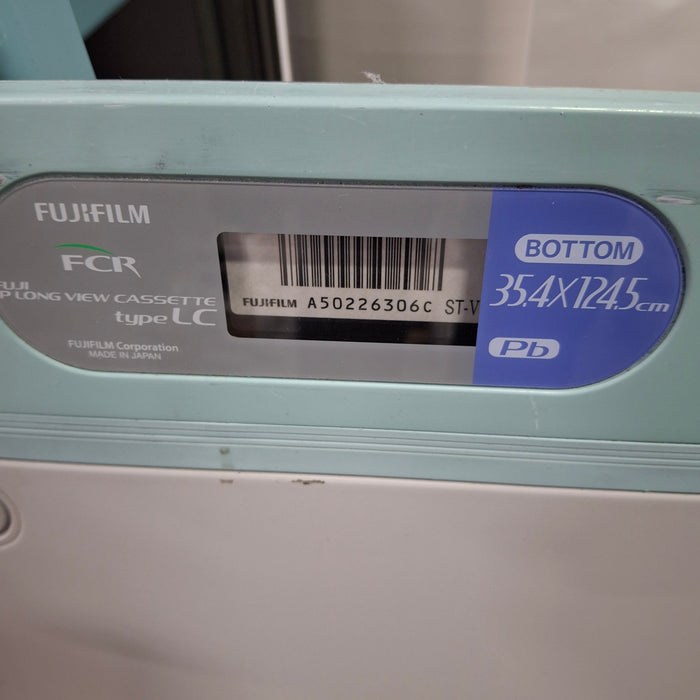 FUJIFILM
FCR
FUJI
IP LONG VIEW CASSETTE
type LC
FUJIFILM Corporation
MADE IN JAPAN
FUJIFILM A50226306C ST-V
BOTTOM
35.4X124.5cm
Pb